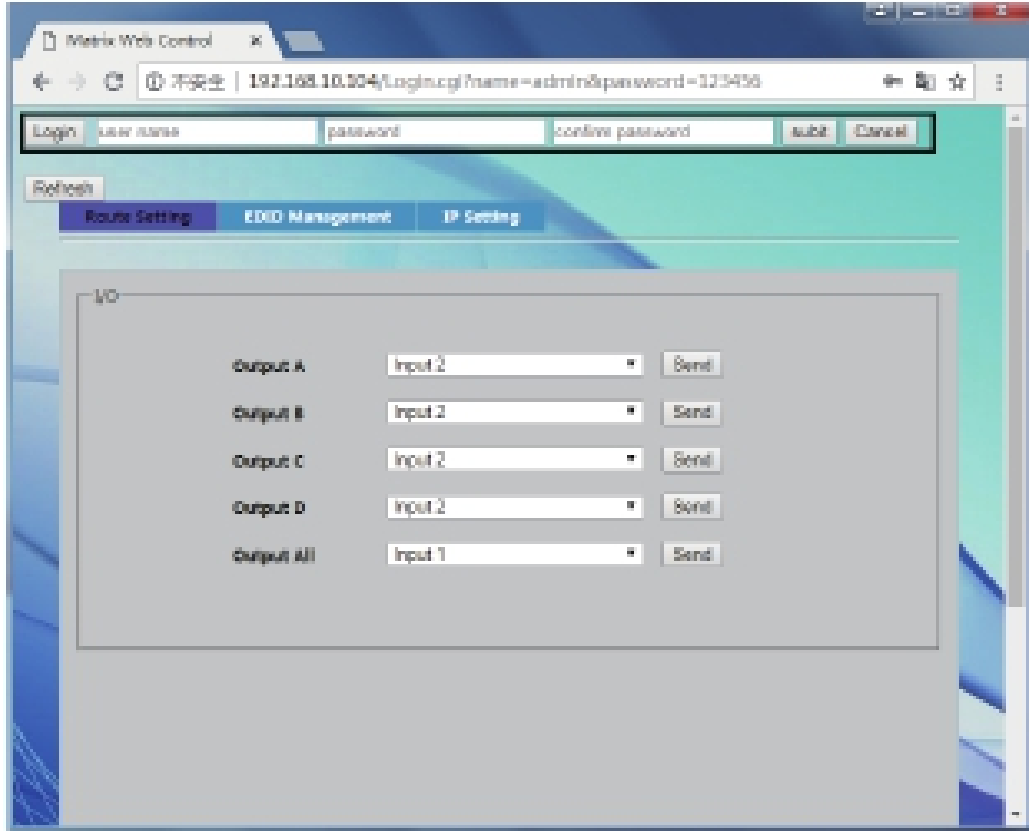 Matrix Web Control
不安全 | 192.168.10.104/Login.cgi?name=admin&password=123456
Login user name password confirm password subit Cancel
Refresh
Route Setting EDID Management IP Setting
I/O
Output A Input 2 Send
Output B Input 2 Send
Output C Input 2 Send
Output D Input 2 Send
Output All Input 1 Send